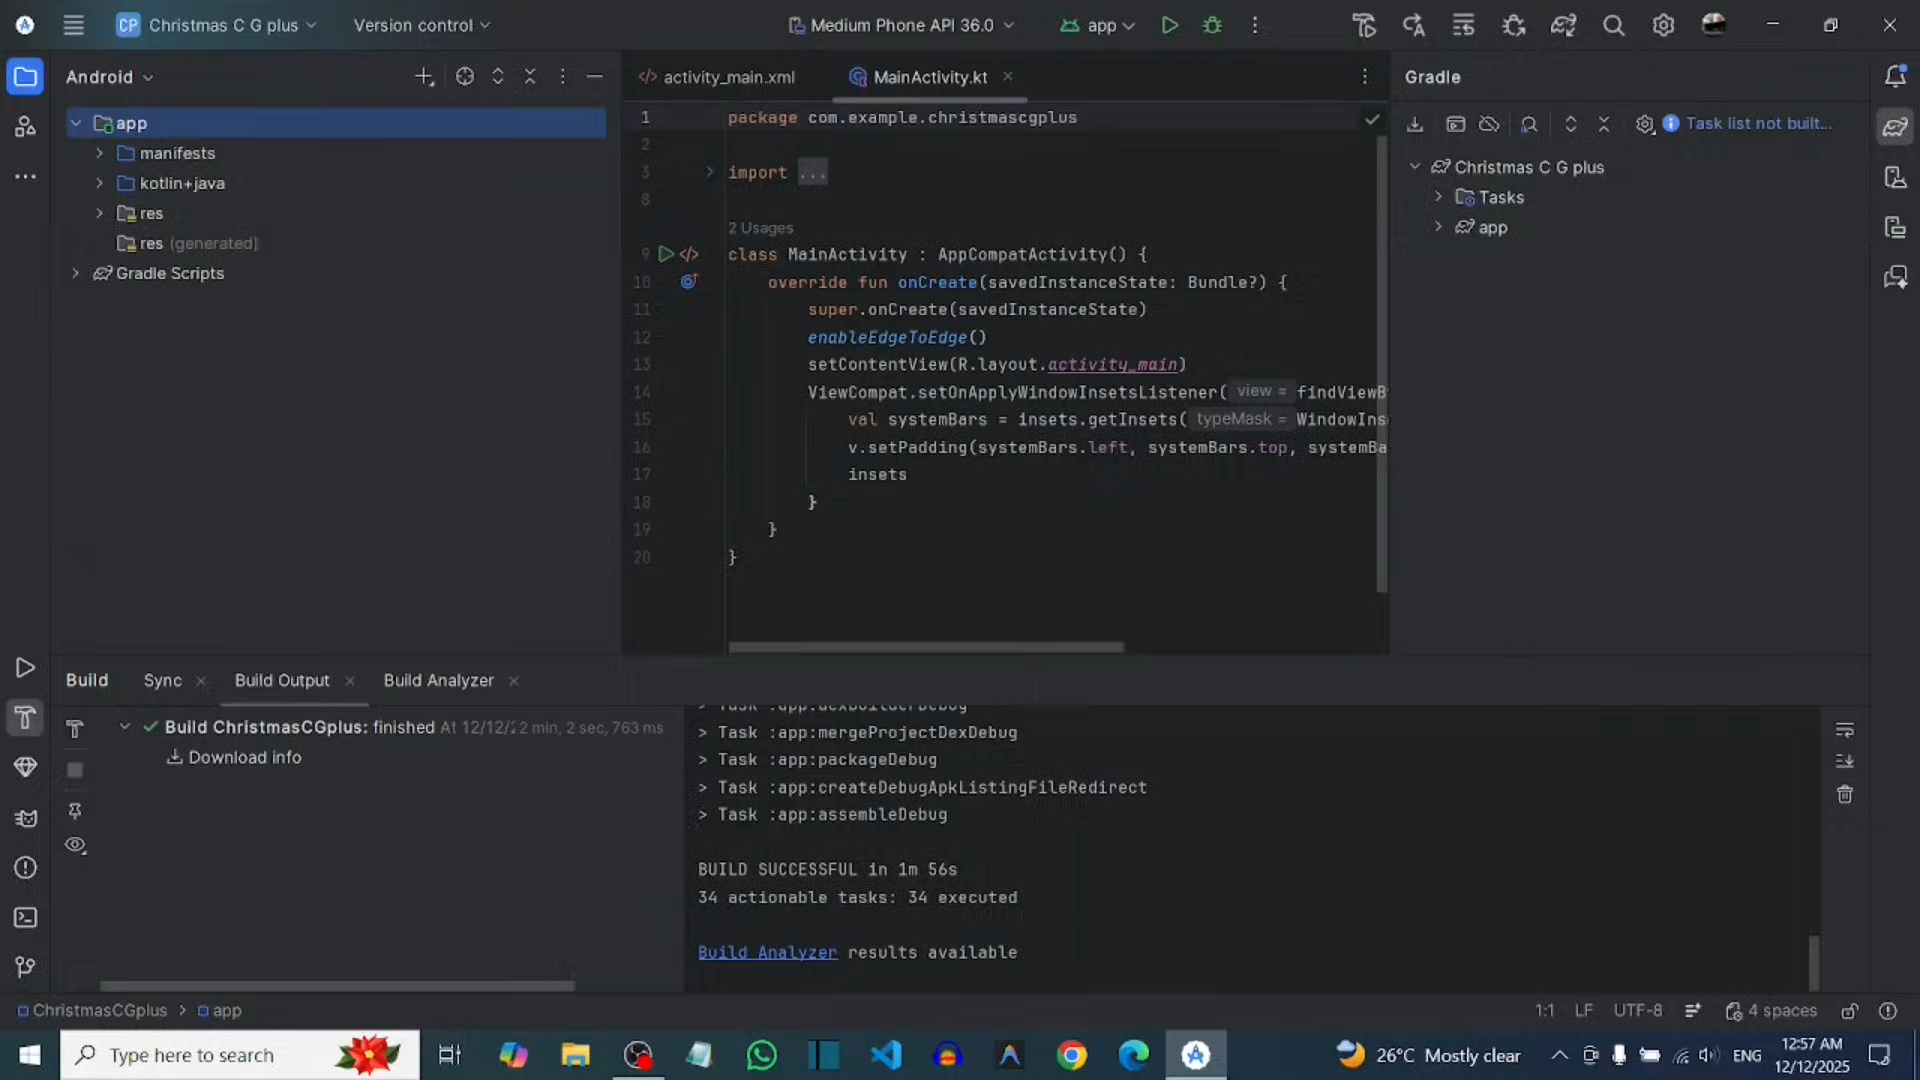 CP Christmas C G plus Version control Medium Phone API 36.0 app
Android
app
manifests
kotlin+java
res
res (generated)
Gradle Scripts
activity_main.xml MainActivity.kt
1 package com.example.christmascgplus
2
3 import ...
8
2 Usages
9 class MainActivity : AppCompatActivity() {
10 override fun onCreate(savedInstanceState: Bundle?) {
11 super.onCreate(savedInstanceState)
12 enableEdgeToEdge()
13 setContentView(R.layout.activity_main)
14 ViewCompat.setOnApplyWindowInsetsListener( view = findViewB
15 val systemBars = insets.getInsets( typeMask = WindowIns
16 v.setPadding(systemBars.left, systemBars.top, systemBa
17 insets
18 }
19 }
20 }
Gradle
Task list not built...
Christmas C G plus
Tasks
app
Build Sync Build Output Build Analyzer
Build ChristmasCGplus: finished At 12/12/2 2 min, 2 sec, 763 ms
Download info
> Task :app:dexBuilderDebug
> Task :app:mergeProjectDexDebug
> Task :app:packageDebug
> Task :app:createDebugApkListingFileRedirect
> Task :app:assembleDebug
BUILD SUCCESSFUL in 1m 56s
34 actionable tasks: 34 executed
Build Analyzer results available
ChristmasCGplus > app 1:1 LF UTF-8 4 spaces
Type here to search 26°C Mostly clear ENG 12:57 AM
12/12/2025